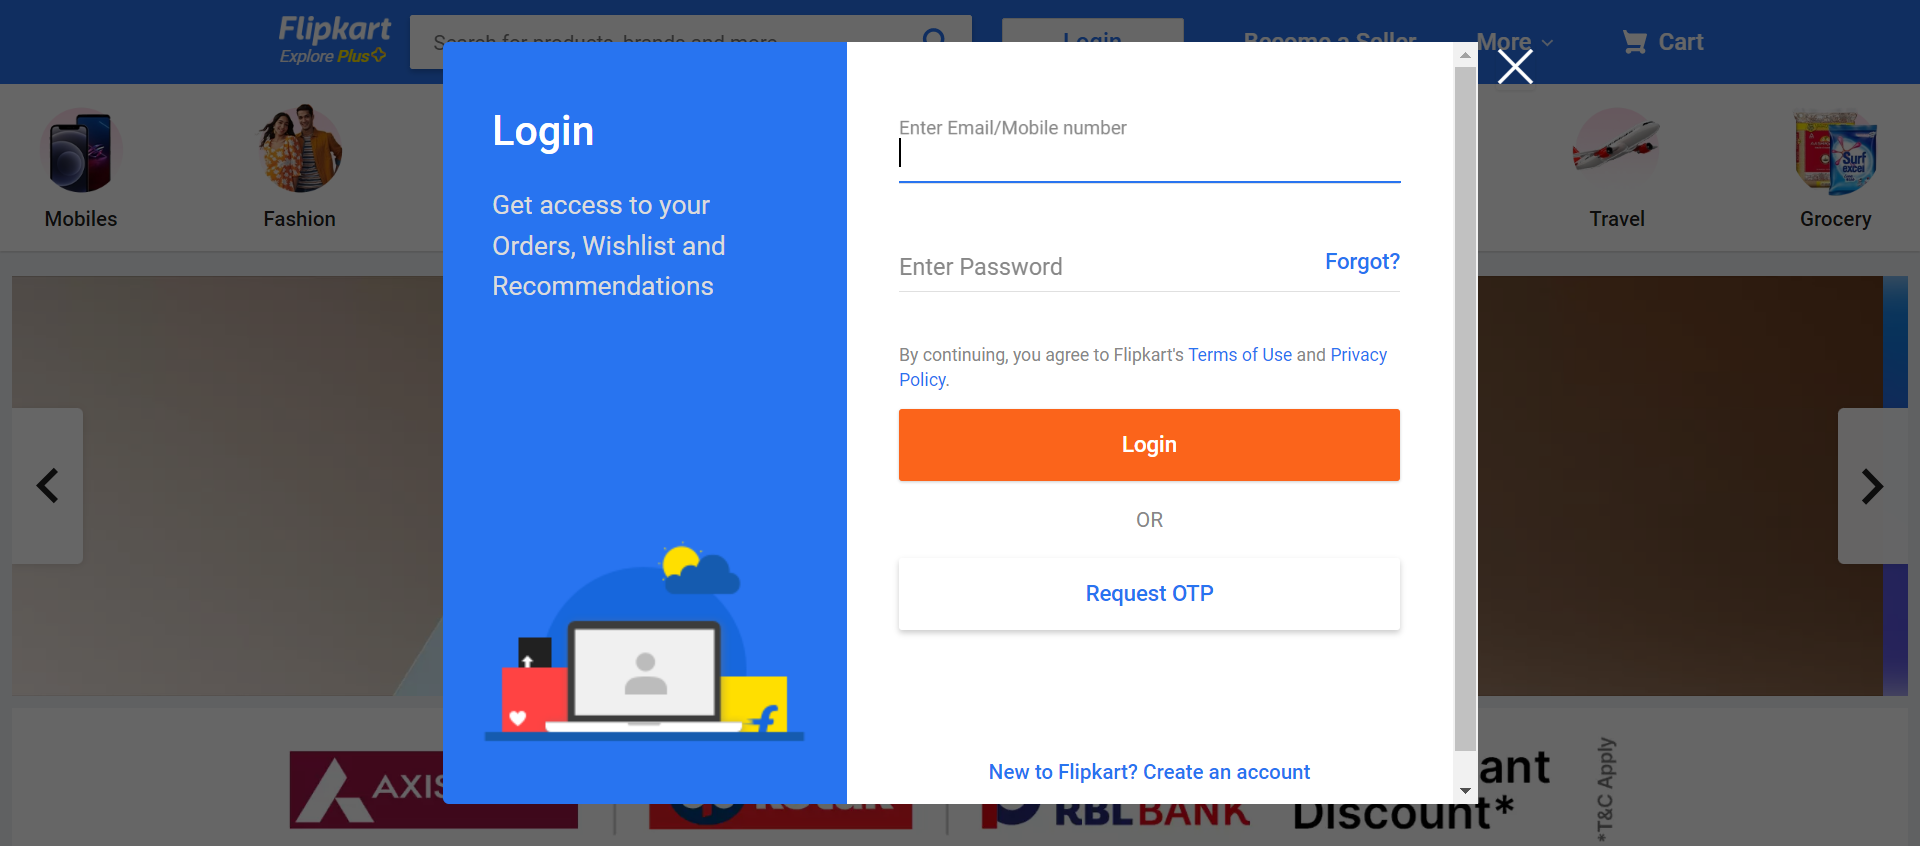 Flipkart
Explore Plus
Search for products, brands and more
Login
Become a Seller
More
Cart
Mobiles
Fashion
Travel
Surf excel
Grocery
Login
Get access to your
Orders, Wishlist and
Recommendations
Enter Email/Mobile number
Enter Password
Forgot?
By continuing, you agree to Flipkart's Terms of Use and Privacy
Policy.
Login
OR
Request OTP
New to Flipkart? Create an account
AXIS
kotak
RBL BANK
ant
Discount*
*T&C Apply